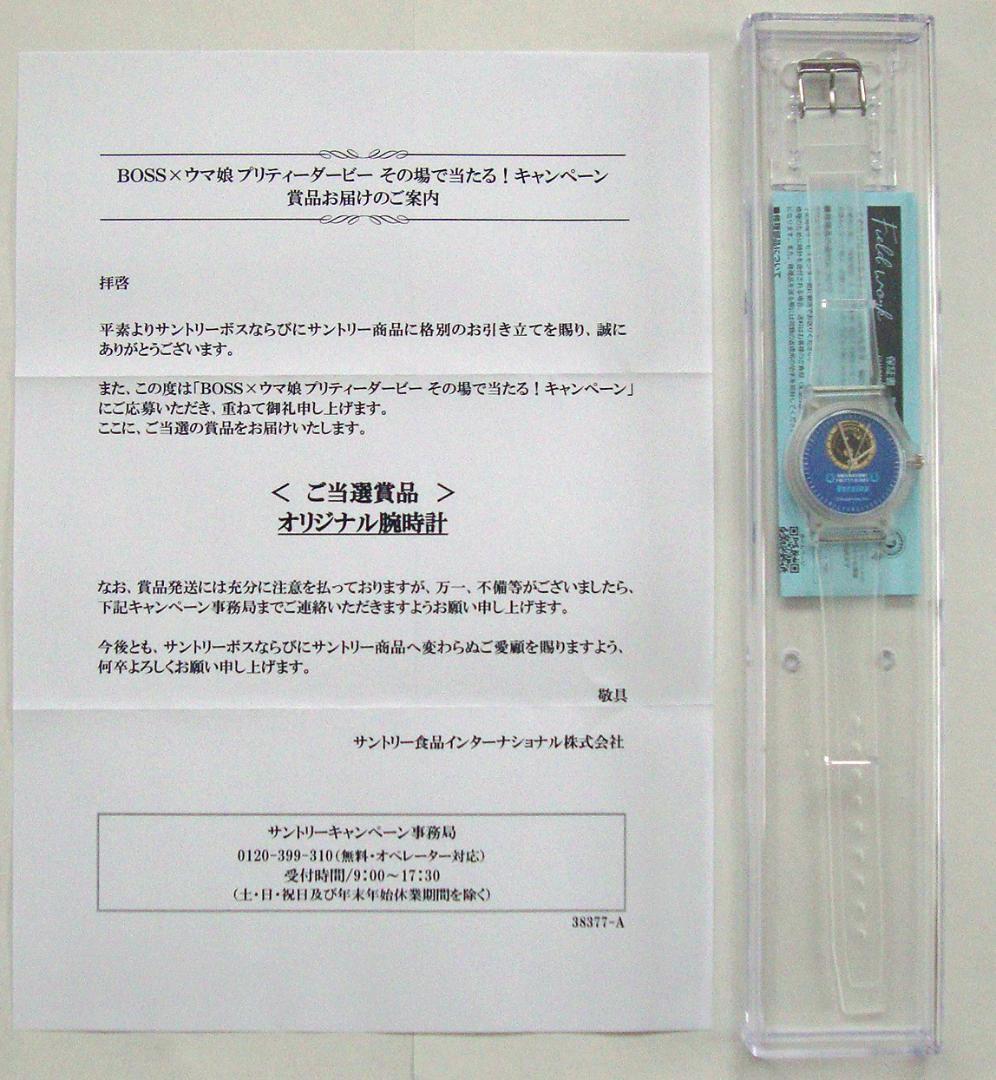 BOSS×ウマ娘 プリティーダービー その場で当たる！キャンペーン
賞品お届けのご案内
拝啓
平素よりサントリーボスならびにサントリー商品に格別のお引き立てを賜り、誠に
ありがとうございます。
また、この度は「BOSS×ウマ娘 プリティーダービー その場で当たる！キャンペーン」
にご応募いただき、重ねて御礼申し上げます。
ここに、ご当選の賞品をお届けいたします。
＜ ご当選賞品 ＞
オリジナル腕時計
なお、賞品発送には充分に注意を払っておりますが、万一、不備等がございましたら、
下記キャンペーン事務局までご連絡いただきますようお願い申し上げます。
今後とも、サントリーボスならびにサントリー商品へ変わらぬご愛顧を賜りますよう、
何卒よろしくお願い申し上げます。
敬具
サントリー食品インターナショナル株式会社
サントリーキャンペーン事務局
0120-399-310（無料・オペレーター対応）
受付時間/9:00～17:30
（土・日・祝日及び年末年始休業期間を除く）
38377-A
Field work
保証書
■修理部品について